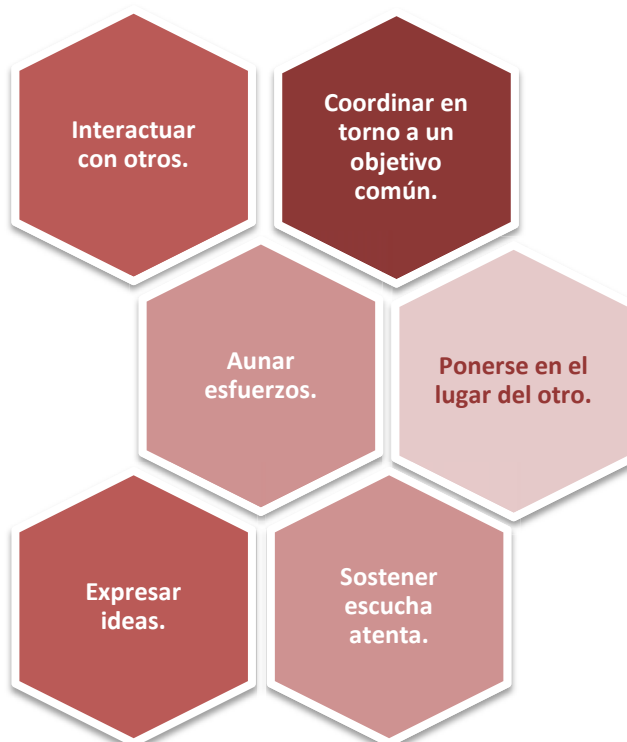 Interactuar
con otros.
Coordinar en
torno a un
objetivo
común.
Aunar
esfuerzos.
Ponerse en el
lugar del otro.
Expresar
ideas.
Sostener
escucha
atenta.